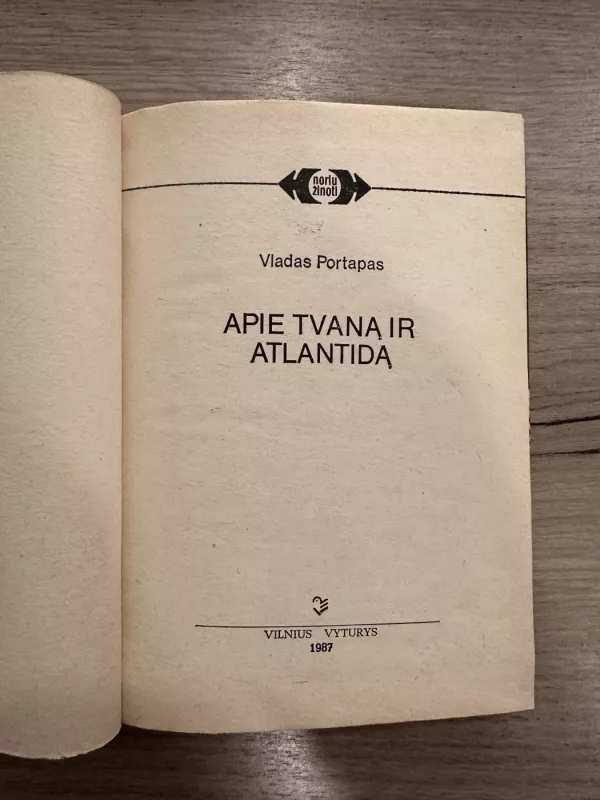 noriu
žinoti
Vladas Portapas
APIE TVANĄ IR
ATLANTIDĄ
VILNIUS VYTURYS
1987